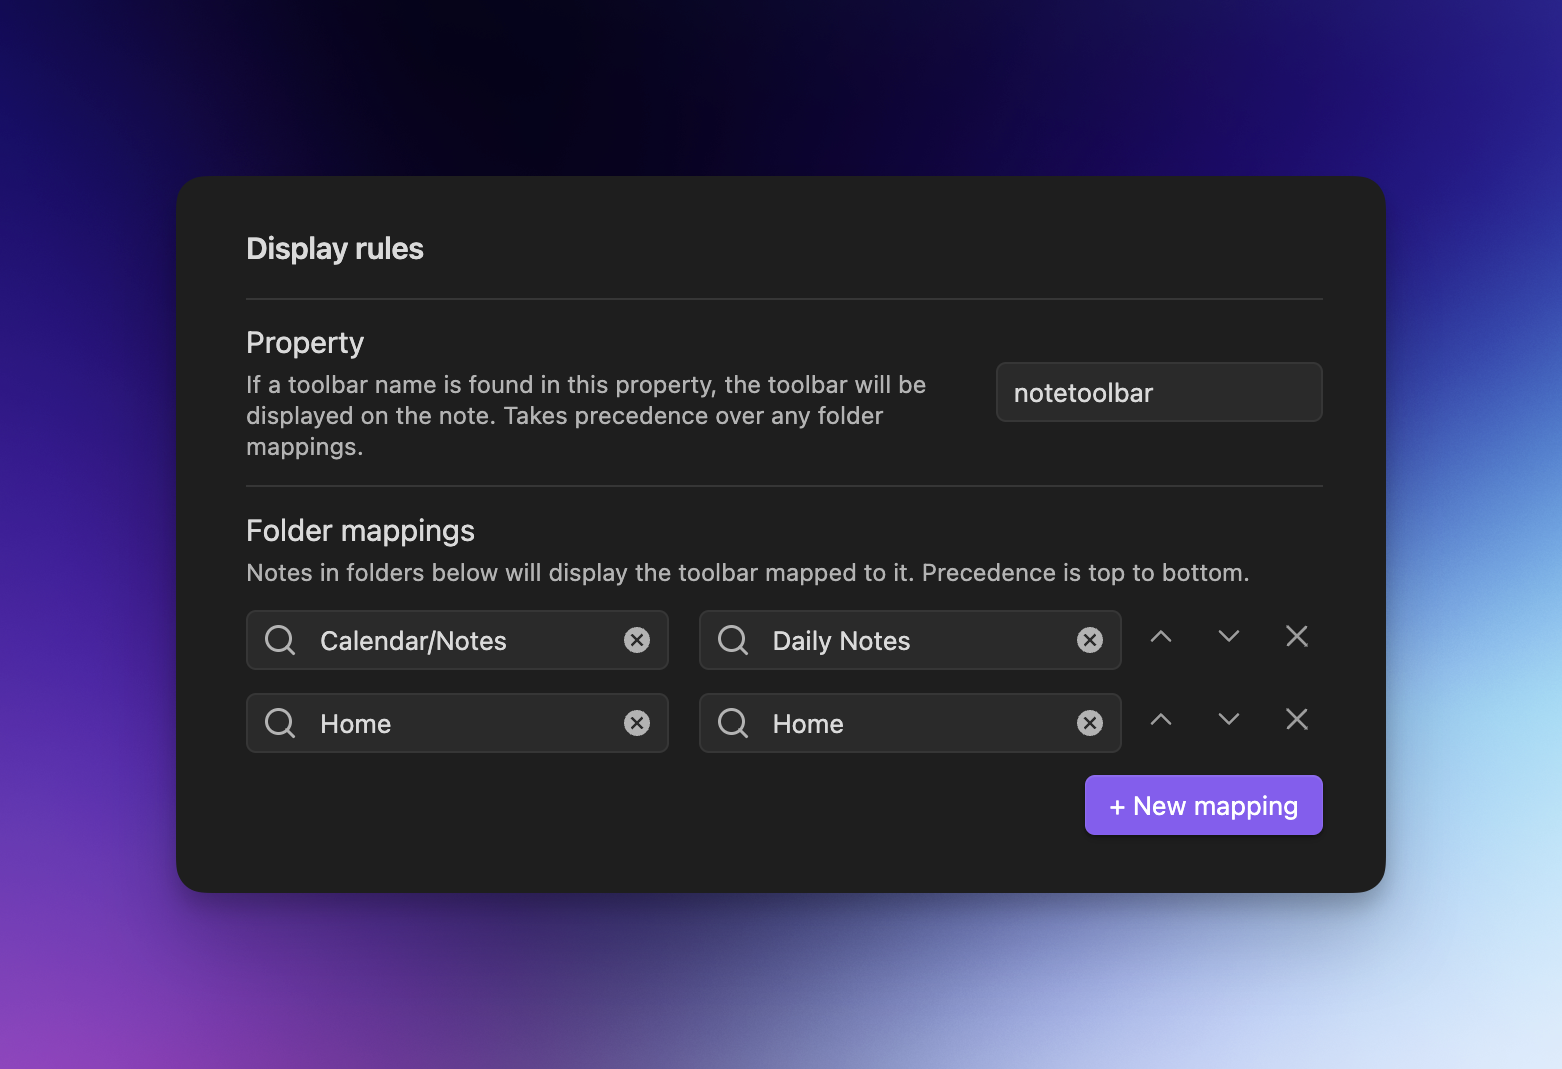 Display rules
Property
If a toolbar name is found in this property, the toolbar will be
displayed on the note. Takes precedence over any folder
mappings.
notetoolbar
Folder mappings
Notes in folders below will display the toolbar mapped to it. Precedence is top to bottom.
Calendar/Notes Daily Notes
Home Home
+ New mapping